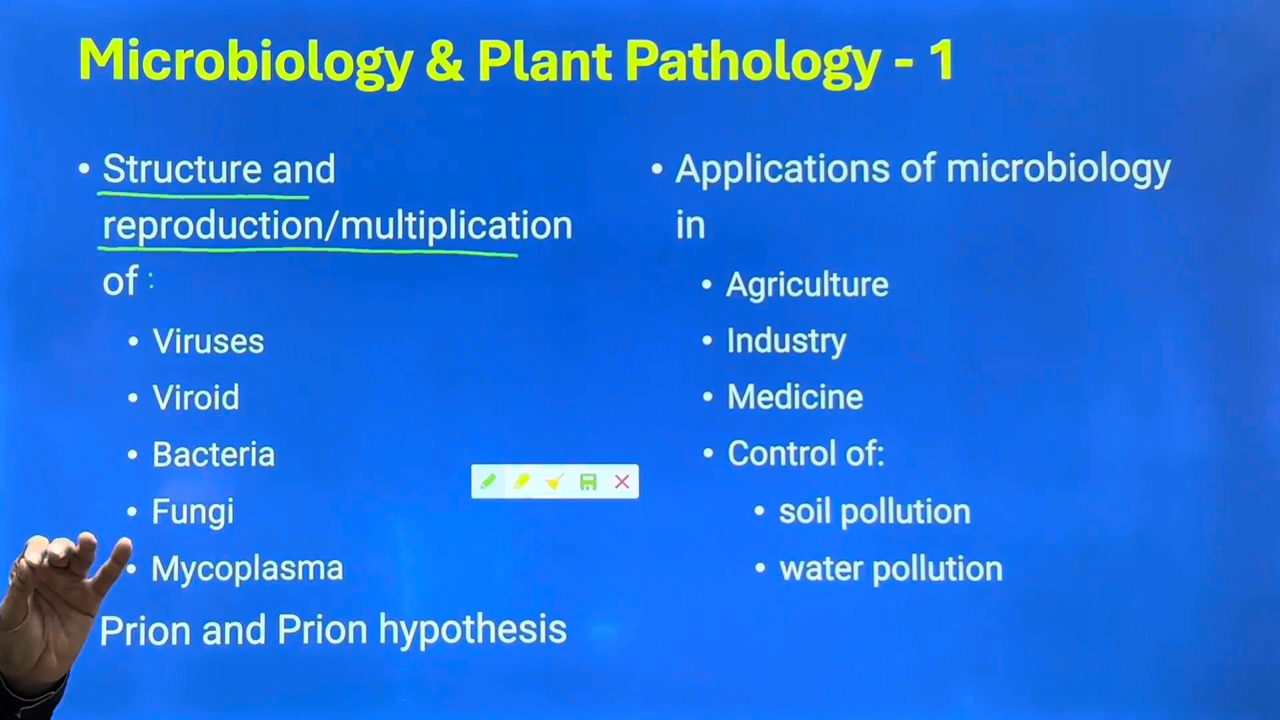 Microbiology & Plant Pathology - 1
• Structure and
reproduction/multiplication
of :
• Viruses
• Viroid
• Bacteria
• Fungi
• Mycoplasma
Prion and Prion hypothesis
• Applications of microbiology
in
• Agriculture
• Industry
• Medicine
• Control of:
• soil pollution
• water pollution